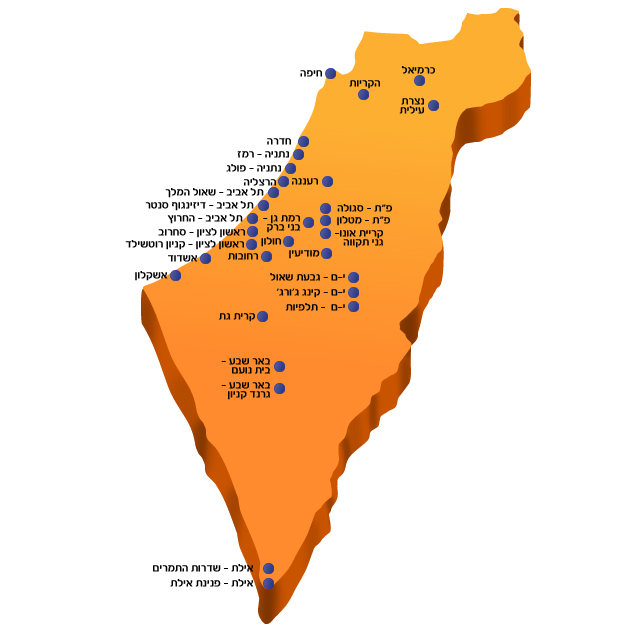 כרמיאל
חיפה
הקריות
נצרת
עילית
חדרה
נתניה - רמז
נתניה - פולג
הרצליה
רעננה
תל אביב - שאול המלך
תל אביב - דיזינגוף סנטר
פ"ת - סגולה
תל אביב - החרוץ
רמת גן -
בני ברק
פ"ת - מטלון
ראשון לציון - סחרוב
קריית אונו-
גני תקווה
ראשון לציון - קניון רוטשילד
חולון
אשדוד
רחובות
מודיעין
אשקלון
י-ם - גבעת שאול
י-ם - קינג ג'ורג'
י-ם - תלפיות
קרית גת
באר שבע -
בית נועם
באר שבע -
גרנד קניון
אילת - שדרות התמרים
אילת - פנינת אילת